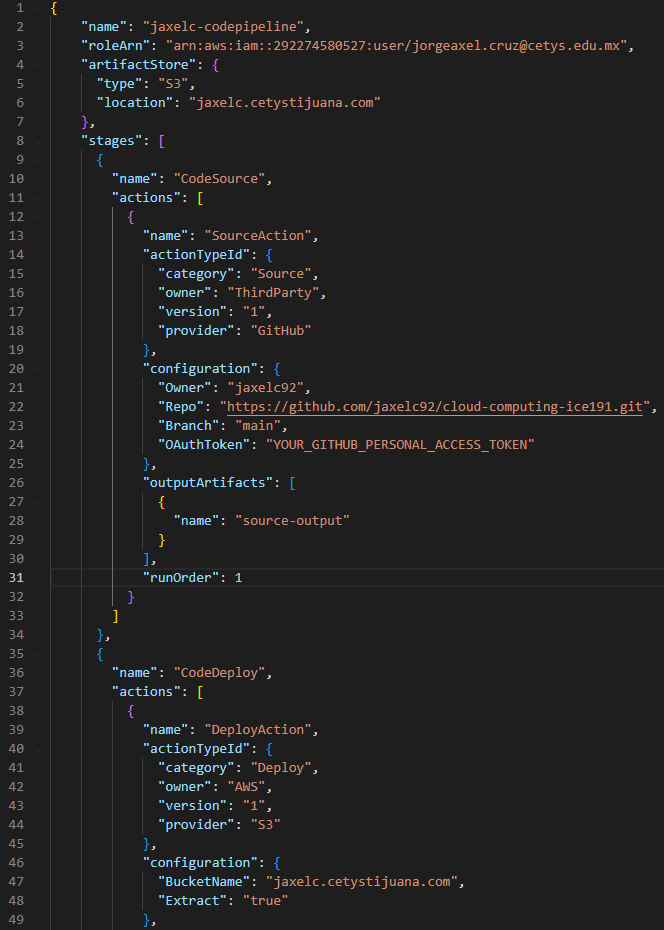 1 {
2     "name": "jaxelc-codepipeline",
3     "roleArn": "arn:aws:iam::292274580527:user/jorgeaxel.cruz@cetys.edu.mx",
4     "artifactStore": {
5       "type": "S3",
6       "location": "jaxelc.cetystijuana.com"
7     },
8     "stages": [
9       {
10         "name": "CodeSource",
11         "actions": [
12           {
13             "name": "SourceAction",
14             "actionTypeId": {
15               "category": "Source",
16               "owner": "ThirdParty",
17               "version": "1",
18               "provider": "GitHub"
19             },
20             "configuration": {
21               "Owner": "jaxelc92",
22               "Repo": "https://github.com/jaxelc92/cloud-computing-ice191.git",
23               "Branch": "main",
24               "OAuthToken": "YOUR_GITHUB_PERSONAL_ACCESS_TOKEN"
25             },
26             "outputArtifacts": [
27               {
28                 "name": "source-output"
29               }
30             ],
31             "runOrder": 1
32           }
33         ]
34       },
35       {
36         "name": "CodeDeploy",
37         "actions": [
38           {
39             "name": "DeployAction",
40             "actionTypeId": {
41               "category": "Deploy",
42               "owner": "AWS",
43               "version": "1",
44               "provider": "S3"
45             },
46             "configuration": {
47               "BucketName": "jaxelc.cetystijuana.com",
48               "Extract": "true"
49             },